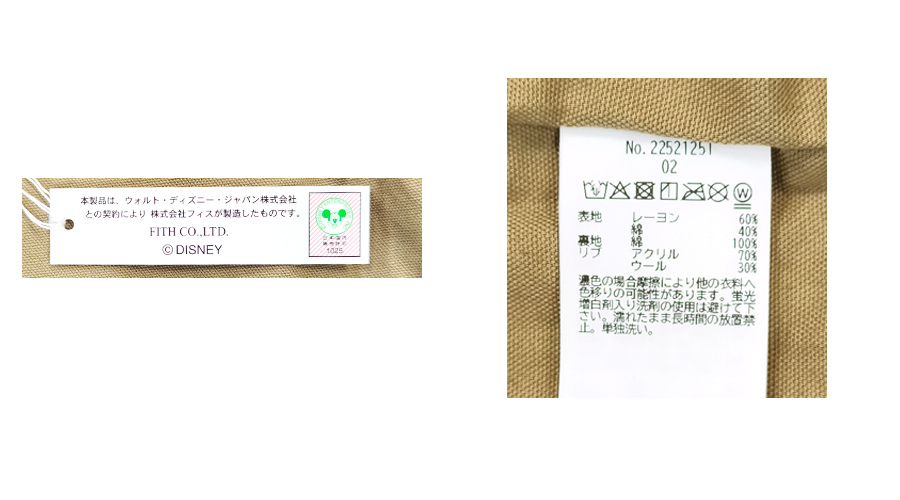 本製品は、ウォルト・ディズニー・ジャパン株式会社
との契約により 株式会社フィスが製造したものです。
FITH CO.,LTD.
©DISNEY
1025
No. 22521251
02
W
表地 レーヨン 60%
綿 40%
裏地 綿 100%
リブ アクリル 70%
ウール 30%
濃色の場合摩擦により他の衣料へ
色移りの可能性があります。蛍光
増白剤入り洗剤の使用は避けて下
さい。濡れたまま長時間の放置禁
止。単独洗い。